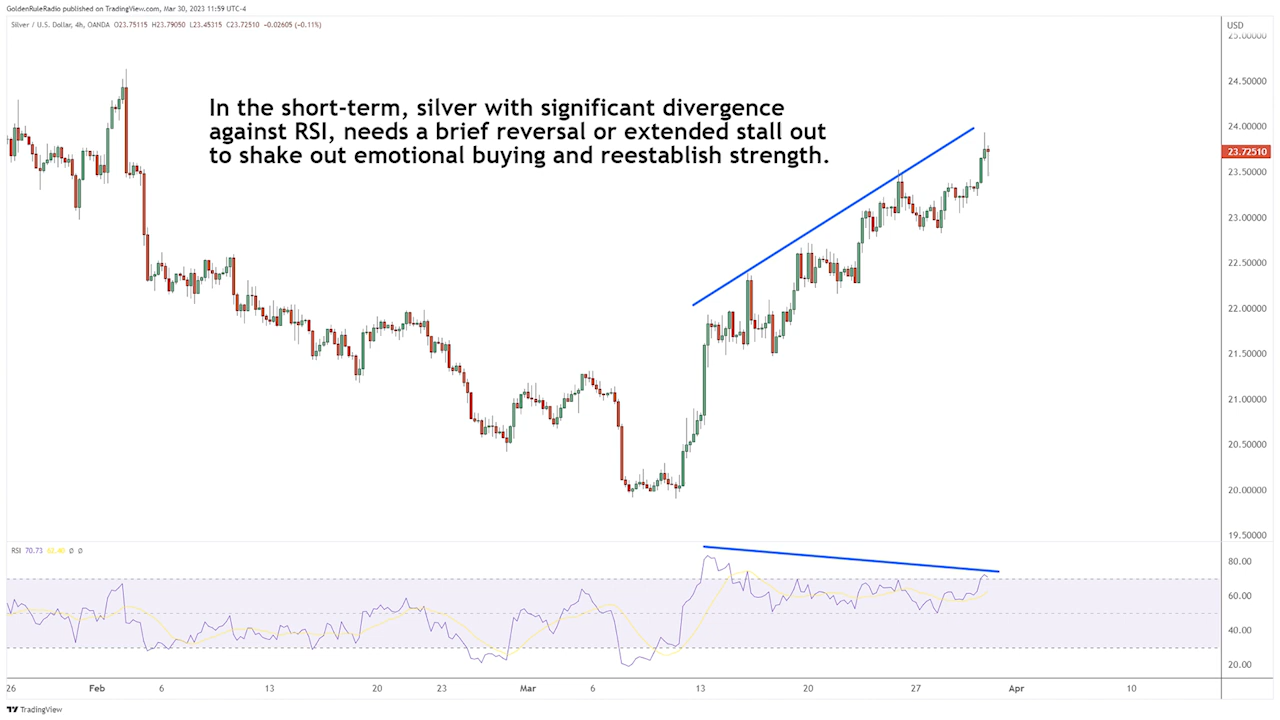 GoldenRuleRadio published on TradingView.com, Mar 30, 2023 11:59 UTC-4
Silver / U.S. Dollar, 4h, OANDA O23.75115 H23.79050 L23.45315 C23.72510 −0.02605 (−0.11%)
USD
25.00000
24.50000
In the short-term, silver with significant divergence
against RSI, needs a brief reversal or extended stall out
to shake out emotional buying and reestablish strength.
24.00000
23.72510
23.50000
23.00000
22.50000
22.00000
21.50000
21.00000
20.50000
20.00000
19.50000
RSI 70.73 62.40 Ø Ø
80.00
60.00
40.00
20.00
26 Feb 6 13 20 23 Mar 6 13 20 27 Apr 10
TradingView